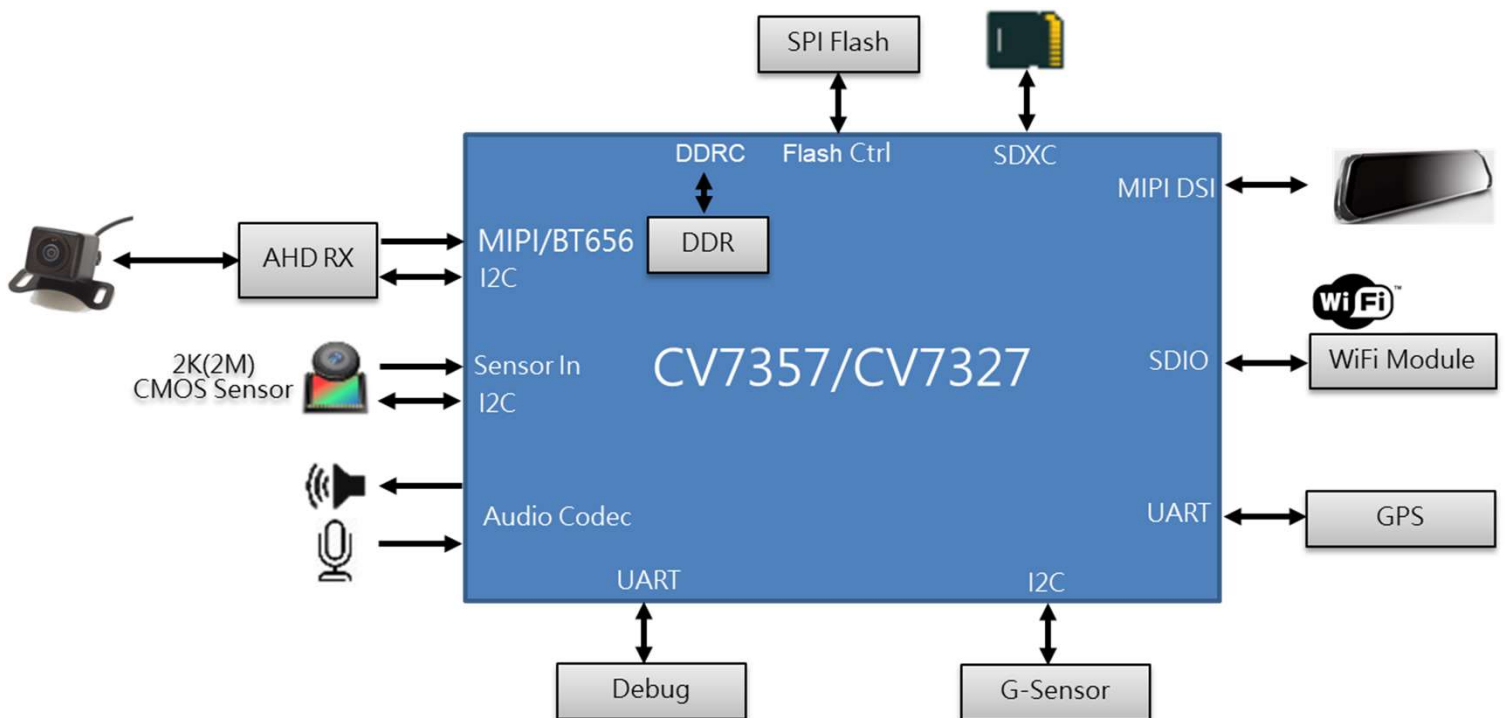 SPI Flash
DDRC
Flash Ctrl
SDXC
MIPI DSI
AHD RX
MIPI/BT656
I2C
DDR
WiFi™
2K(2M)
CMOS Sensor
Sensor In
I2C
CV7357/CV7327
SDIO
WiFi Module
Audio Codec
UART
GPS
UART
I2C
Debug
G-Sensor